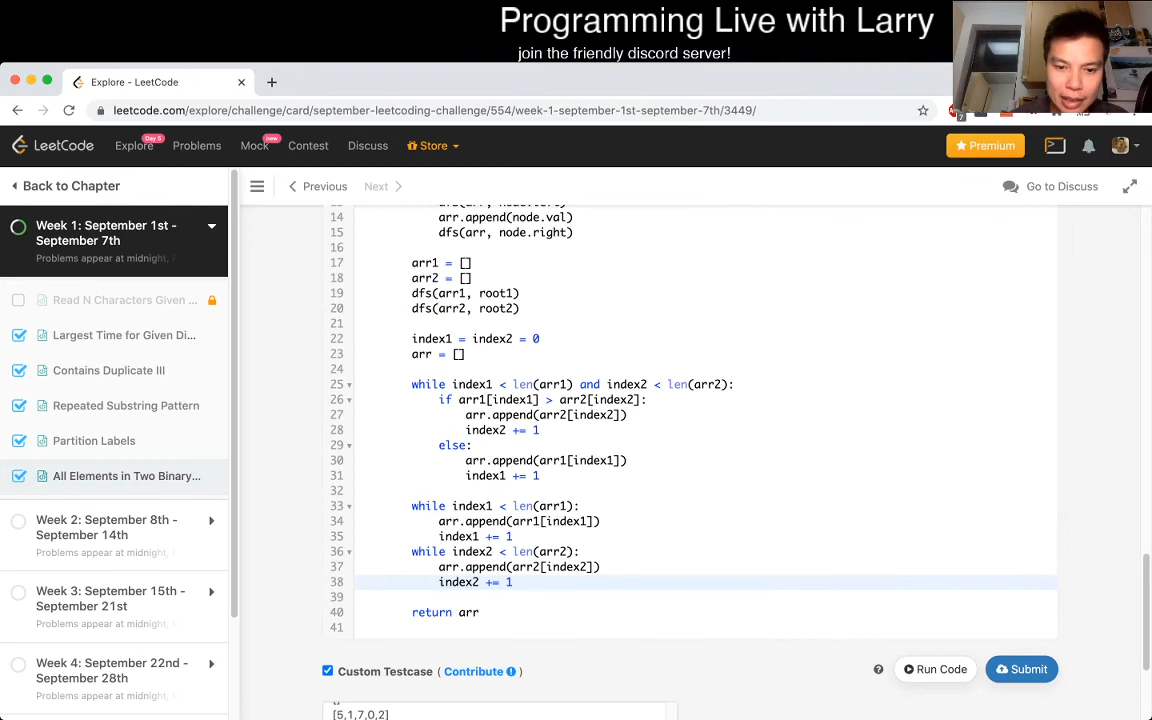 Programming Live with Larry
join the friendly discord server!
Explore - LeetCode
leetcode.com/explore/challenge/card/september-leetcoding-challenge/554/week-1-september-1st-september-7th/3449/
7
LeetCode
Explore
Day 5
Problems
Mock
new
Contest
Discuss
Store
Premium
Back to Chapter
Previous
Next
Go to Discuss
Week 1: September 1st -
September 7th
Problems appear at midnight,
Read N Characters Given ...
Largest Time for Given Di...
Contains Duplicate III
Repeated Substring Pattern
Partition Labels
All Elements in Two Binary...
Week 2: September 8th -
September 14th
Problems appear at midnight,
Week 3: September 15th -
September 21st
Problems appear at midnight,
Week 4: September 22nd -
September 28th
Problems appear at midnight,
14 arr.append(node.val)
15 dfs(arr, node.right)
16
17 arr1 = []
18 arr2 = []
19 dfs(arr1, root1)
20 dfs(arr2, root2)
21
22 index1 = index2 = 0
23 arr = []
24
25 while index1 < len(arr1) and index2 < len(arr2):
26 if arr1[index1] > arr2[index2]:
27 arr.append(arr2[index2])
28 index2 += 1
29 else:
30 arr.append(arr1[index1])
31 index1 += 1
32
33 while index1 < len(arr1):
34 arr.append(arr1[index1])
35 index1 += 1
36 while index2 < len(arr2):
37 arr.append(arr2[index2])
38 index2 += 1
39
40 return arr
41
Custom Testcase ( Contribute )
Run Code
Submit
[5,1,7,0,2]